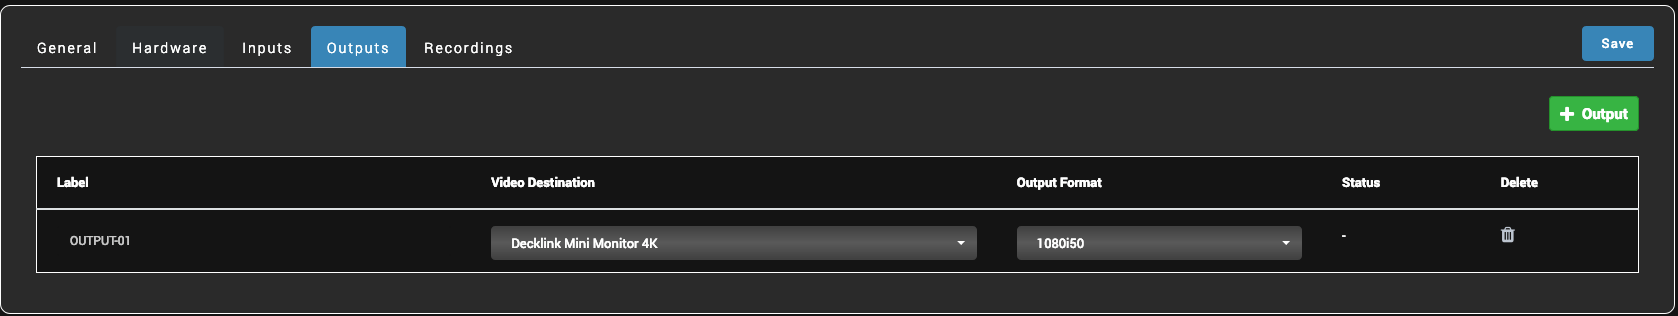 General Hardware Inputs Outputs Recordings Save
+ Output
Label Video Destination Output Format Status Delete
OUTPUT-01 Decklink Mini Monitor 4K 1080i50 -